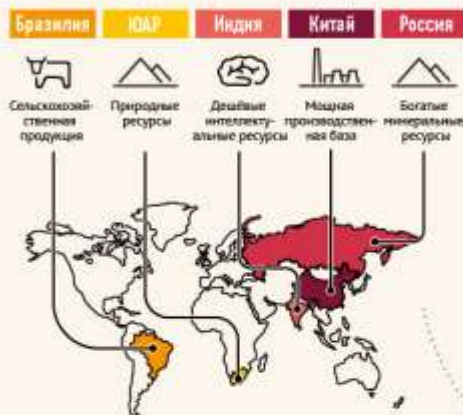 Бразилия
ЮАР
Индия
Китай
Россия
Сельскохозяй-
ственная
продукция
Природные
ресурсы
Дешёвые
интеллекту-
альные ресурсы
Мощная
производствен-
ная база
Богатые
минеральные
ресурсы